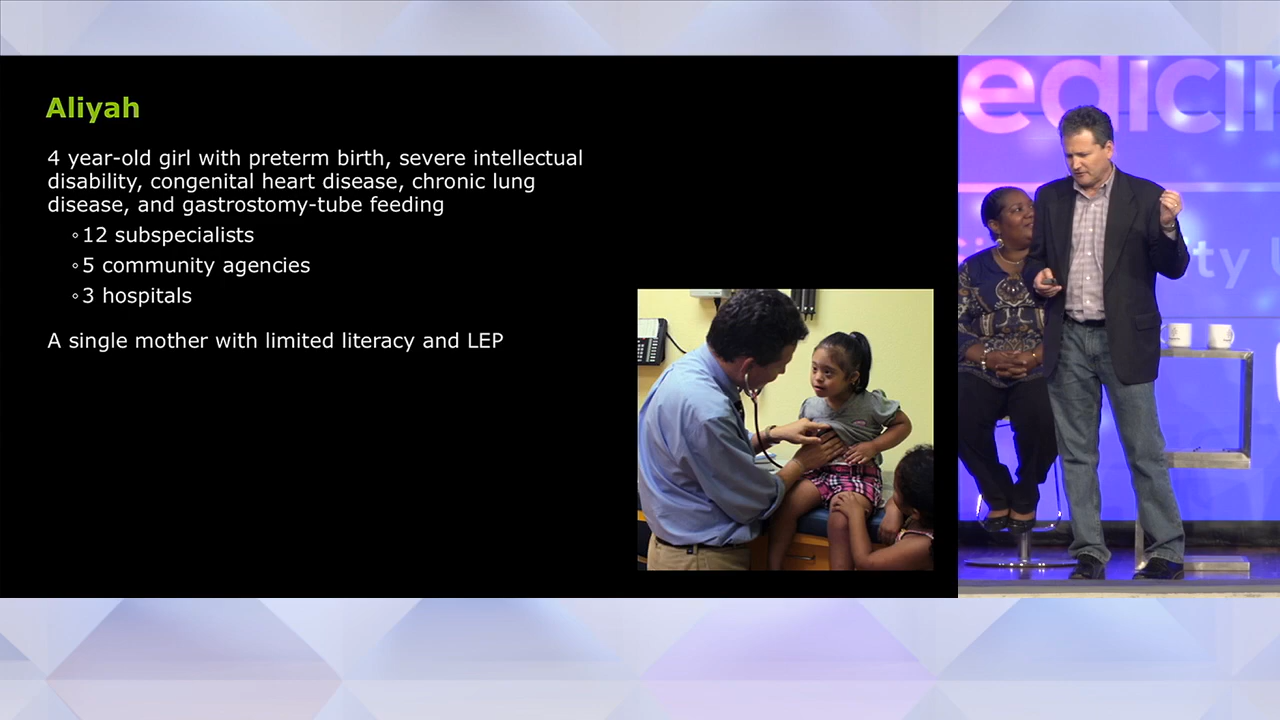 Aliyah
4 year-old girl with preterm birth, severe intellectual
disability, congenital heart disease, chronic lung
disease, and gastrostomy-tube feeding
◦12 subspecialists
◦5 community agencies
◦3 hospitals
A single mother with limited literacy and LEP
edicin
ity U